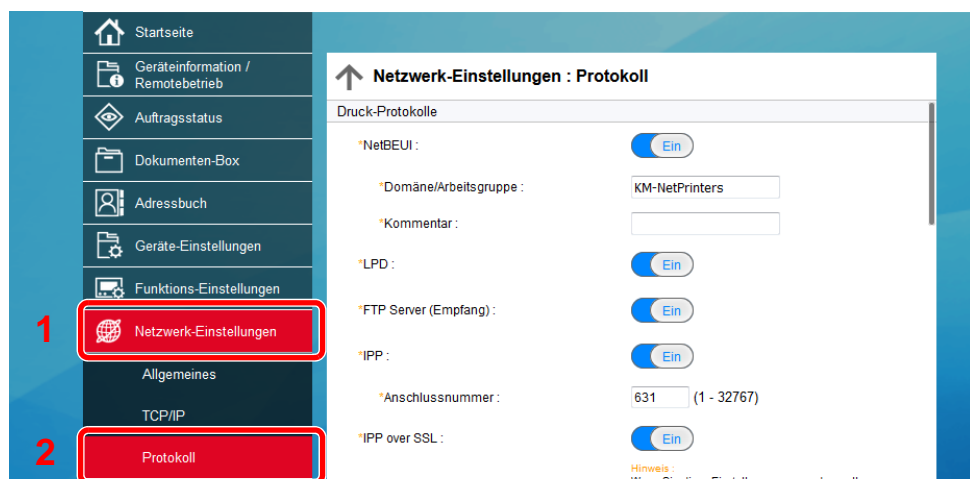 Startseite
Geräteinformation /
Remotebetrieb
Auftragsstatus
Dokumenten-Box
Adressbuch
Geräte-Einstellungen
Funktions-Einstellungen
1
Netzwerk-Einstellungen
Allgemeines
TCP/IP
2
Protokoll
Netzwerk-Einstellungen : Protokoll
Druck-Protokolle
*NetBEUI : Ein
*Domäne/Arbeitsgruppe : KM-NetPrinters
*Kommentar :
*LPD : Ein
*FTP Server (Empfang) : Ein
*IPP : Ein
*Anschlussnummer : 631 (1 - 32767)
*IPP over SSL : Ein
Hinweis :